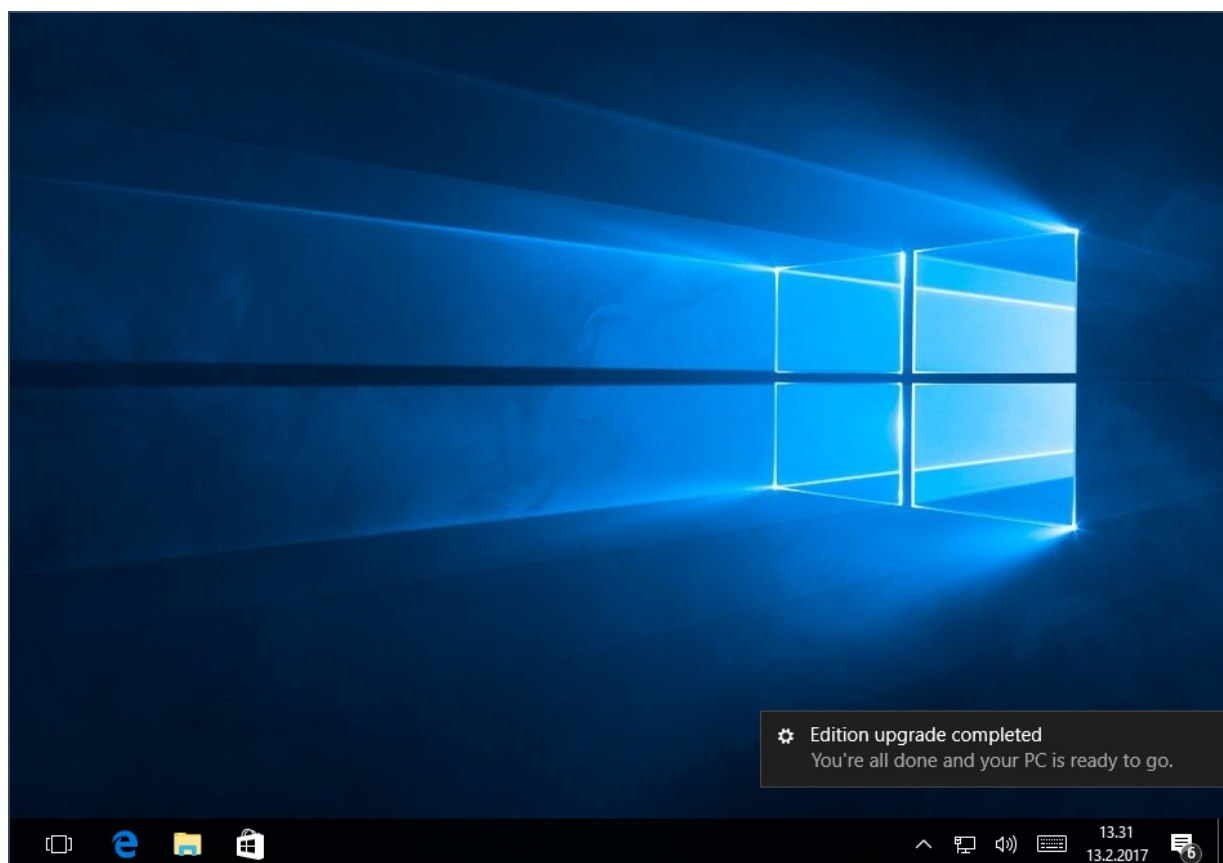 Edition upgrade completed
You're all done and your PC is ready to go.
13.31
13.2.2017
6